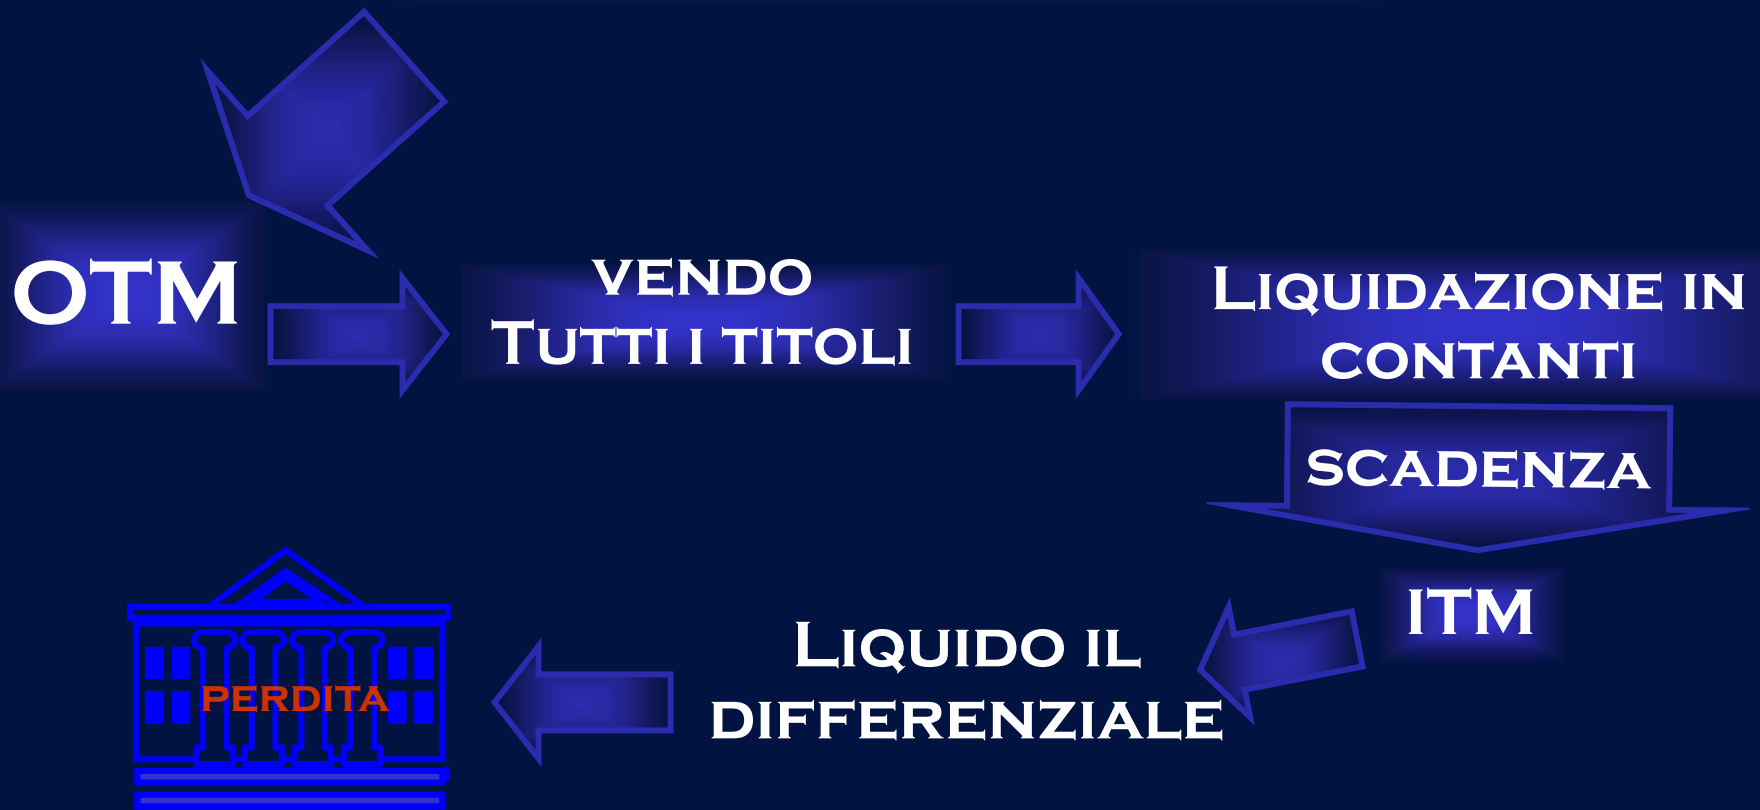 OTM
VENDO
TUTTI I TITOLI
LIQUIDAZIONE IN
CONTANTI
SCADENZA
ITM
LIQUIDO IL
DIFFERENZIALE
PERDITA